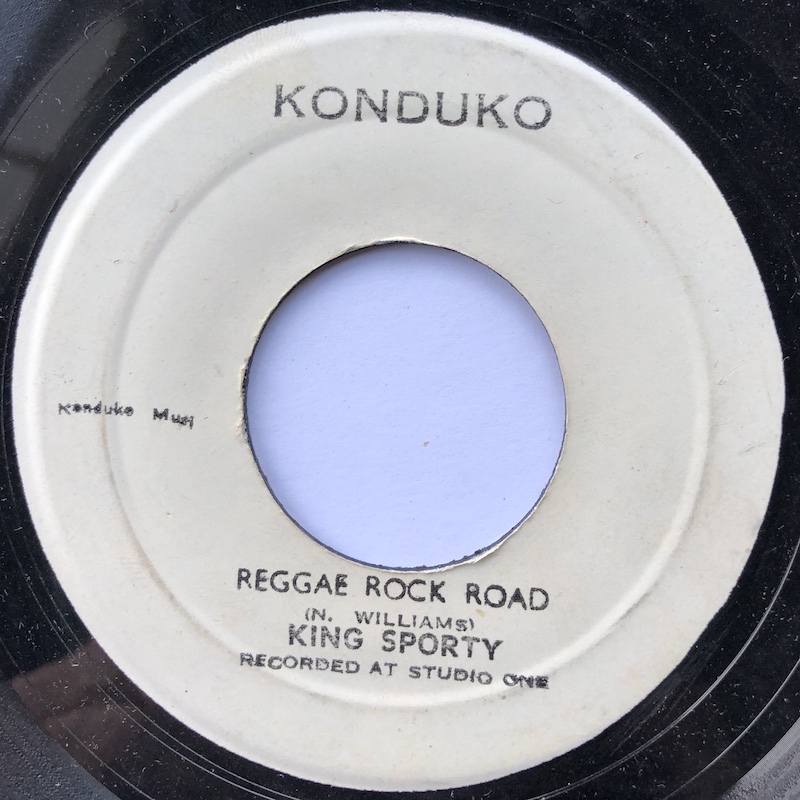 KONDUKO
Konduko Musi
REGGAE ROCK ROAD
(N. WILLIAMS)
KING SPORTY
RECORDED AT STUDIO ONE